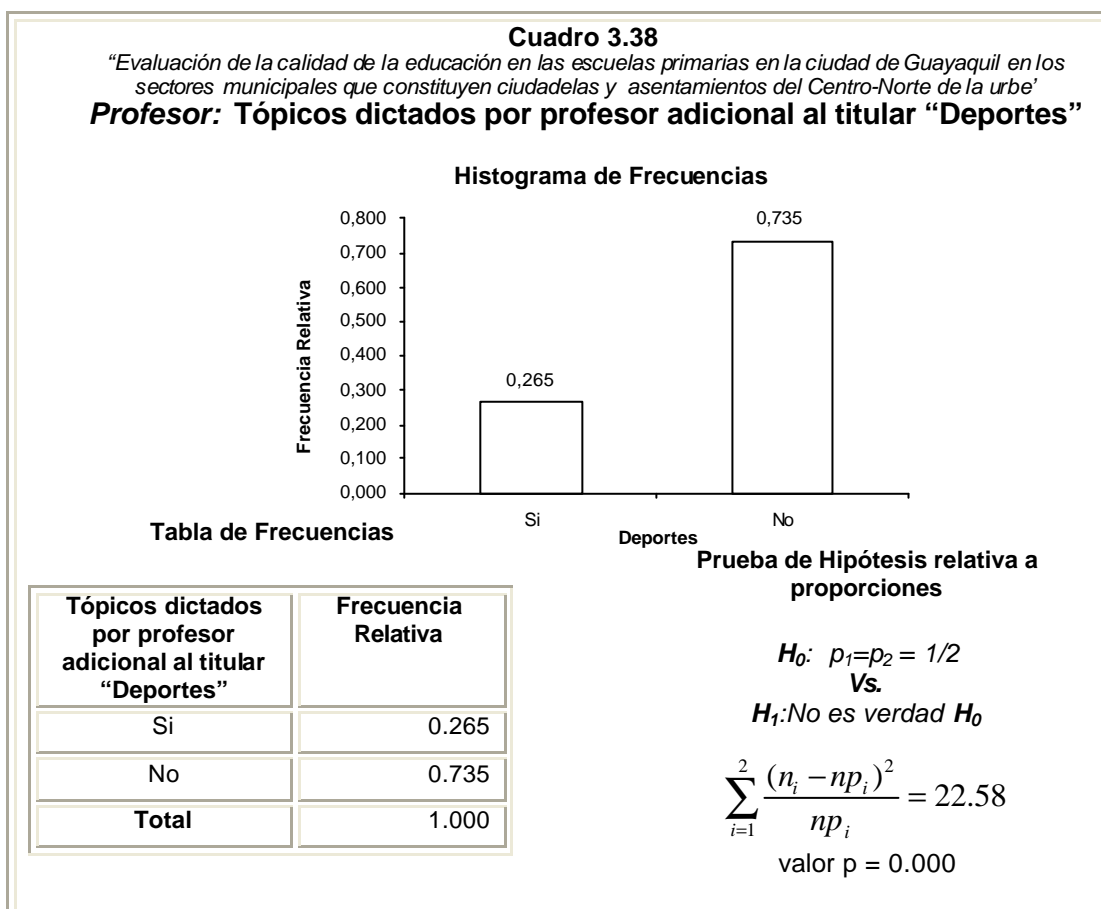 Cuadro 3.38
“Evaluación de la calidad de la educación en las escuelas primarias en la ciudad de Guayaquil en los
sectores municipales que constituyen ciudadelas y asentamientos del Centro-Norte de la urbe’
Profesor: Tópicos dictados por profesor adicional al titular “Deportes”
Histograma de Frecuencias
Frecuencia Relativa
0,800
0,700
0,600
0,500
0,400
0,300
0,200
0,100
0,000
0,265
0,735
Si
No
Deportes
Tabla de Frecuencias
Tópicos dictados
por profesor
adicional al titular
“Deportes”
Frecuencia
Relativa
Si 0.265
No 0.735
Total 1.000
Prueba de Hipótesis relativa a
proporciones
H₀: p₁=p₂ = 1/2
Vs.
H₁:No es verdad H₀
∑_{i=1}^{2} (n_i − np_i)² / np_i = 22.58
valor p = 0.000